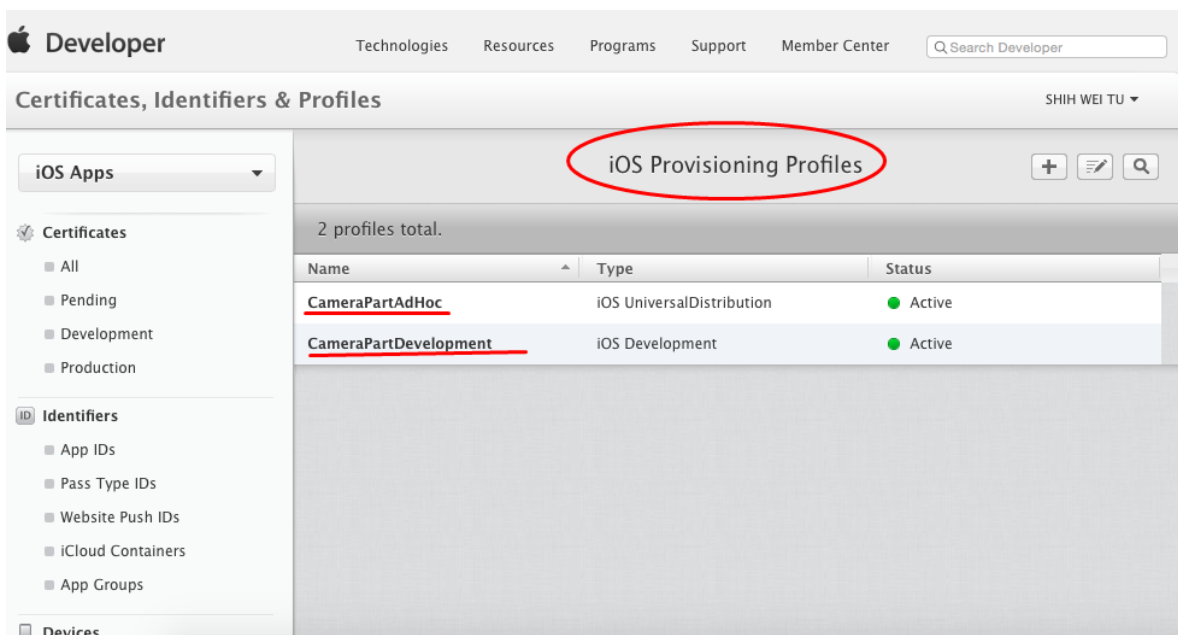 Developer
Technologies Resources Programs Support Member Center Search Developer
Certificates, Identifiers & Profiles SHIH WEI TU
iOS Apps
iOS Provisioning Profiles
2 profiles total.
Name Type Status
CameraPartAdHoc iOS UniversalDistribution Active
CameraPartDevelopment iOS Development Active
Certificates
All
Pending
Development
Production
ID Identifiers
App IDs
Pass Type IDs
Website Push IDs
iCloud Containers
App Groups
Devices